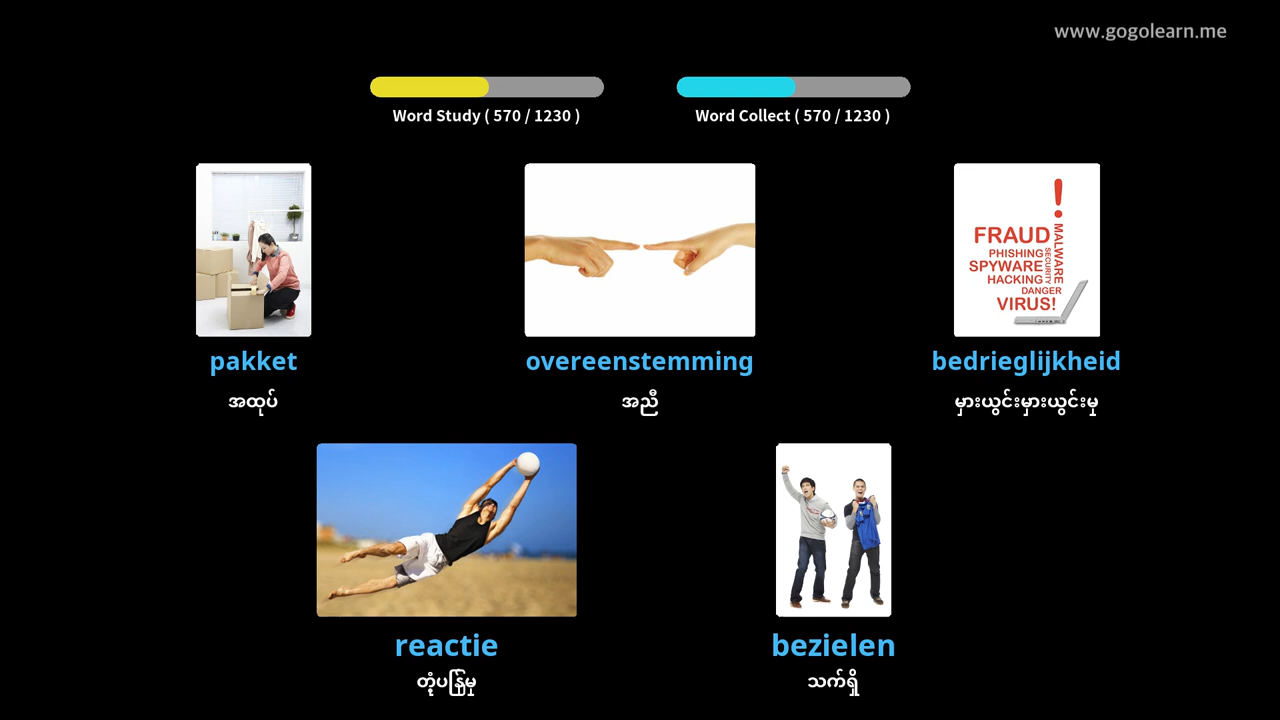 www.gogolearn.me
Word Study ( 570 / 1230 )
Word Collect ( 570 / 1230 )
FRAUD
PHISHING
SPYWARE
HACKING
DANGER
VIRUS!
MALWARE
SECURITY
!
pakket
overeenstemming
bedrieglijkheid
အထုပ်
အညီ
မှားယွင်းမှားယွင်းမှု
reactie
bezielen
တုံ့ပြန်မှု
သက်ရှိ